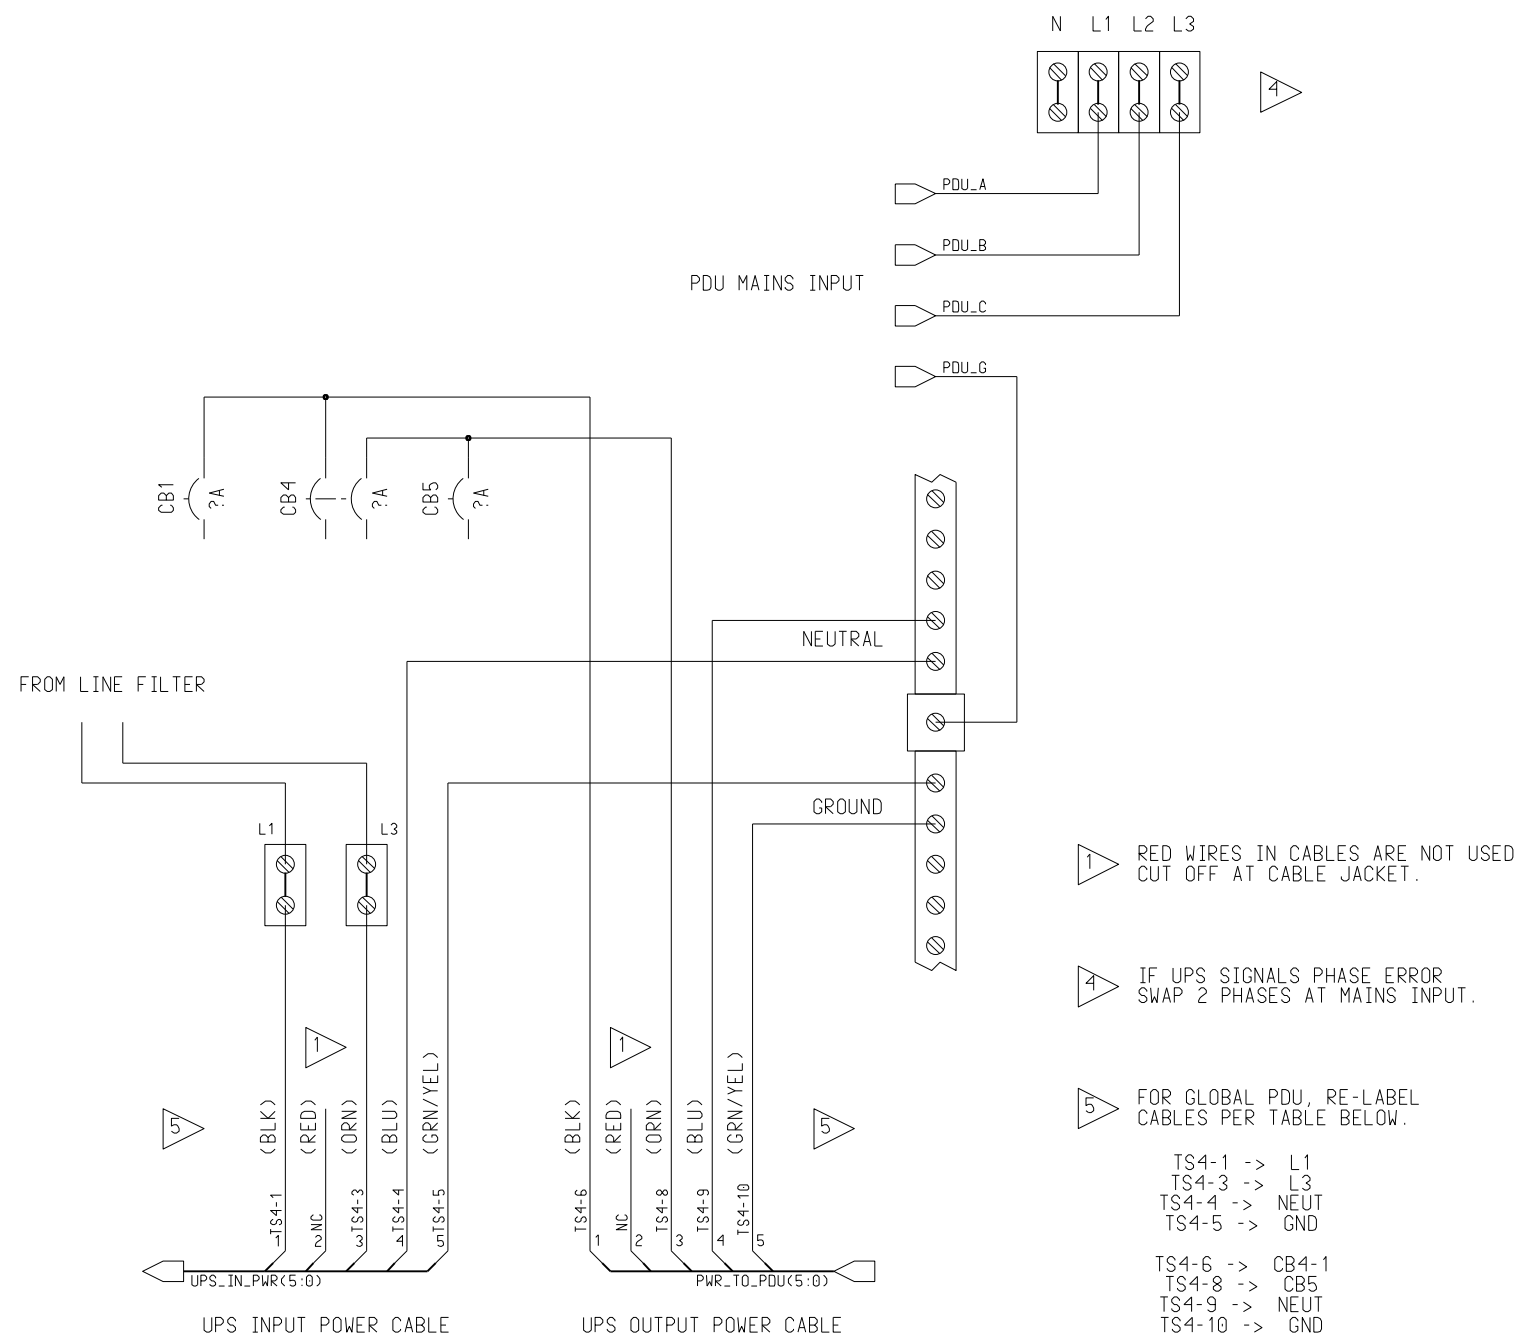 N L1 L2 L3
4
PDU_A
PDU_B
PDU MAINS INPUT
PDU_C
PDU_G
CB1 ?A CB4 ?A CB5 ?A
NEUTRAL
FROM LINE FILTER
GROUND
L1 L3
1 RED WIRES IN CABLES ARE NOT USED
CUT OFF AT CABLE JACKET.
4 IF UPS SIGNALS PHASE ERROR
SWAP 2 PHASES AT MAINS INPUT.
1 1
5 (BLK) (RED) (ORN) (BLU) (GRN/YEL) (BLK) (RED) (ORN) (BLU) (GRN/YEL) 5
5 FOR GLOBAL PDU, RE-LABEL
CABLES PER TABLE BELOW.
TS4-1 -> L1
TS4-3 -> L3
TS4-4 -> NEUT
TS4-5 -> GND
TS4-1 NC TS4-3 TS4-4 TS4-5 TS4-6 NC TS4-8 TS4-9 TS4-10
1 2 3 4 5 1 2 3 4 5
TS4-6 -> CB4-1
TS4-8 -> CB5
TS4-9 -> NEUT
TS4-10 -> GND
UPS_IN_PWR(5:0) PWR_TO_PDU(5:0)
UPS INPUT POWER CABLE UPS OUTPUT POWER CABLE